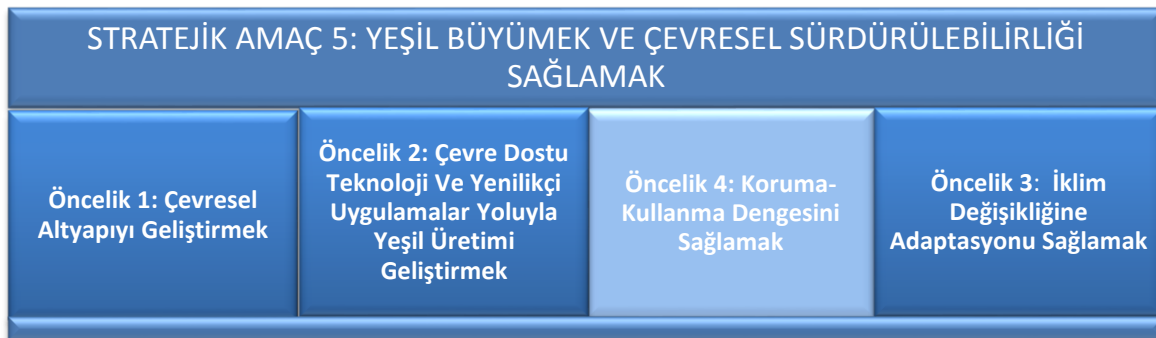 STRATEJİK AMAÇ 5: YEŞİL BÜYÜMEK VE ÇEVRESEL SÜRDÜRÜLEBİLİRLİĞİ
SAĞLAMAK
Öncelik 1: Çevresel
Altyapıyı Geliştirmek
Öncelik 2: Çevre Dostu
Teknoloji Ve Yenilikçi
Uygulamalar Yoluyla
Yeşil Üretimi
Geliştirmek
Öncelik 4: Koruma-
Kullanma Dengesini
Sağlamak
Öncelik 3: İklim
Değişikliğine
Adaptasyonu Sağlamak